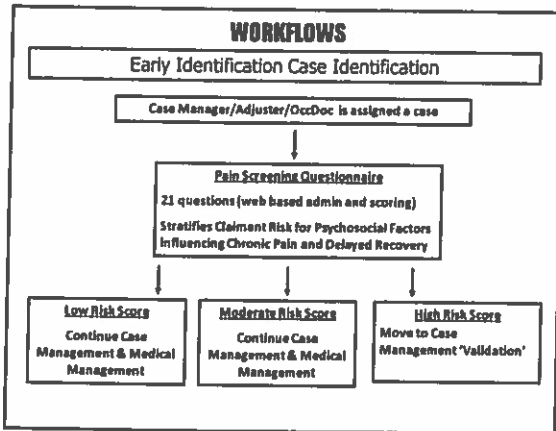 WORKFLOWS
Early Identification Case Identification
Case Manager/Adjuster/OccDoc is assigned a case
Pain Screening Questionnaire
21 questions (web based admin and scoring)
Stratifies Claimant Risk for Psychosocial Factors
Influencing Chronic Pain and Delayed Recovery
Low Risk Score
Continue Case
Management & Medical
Management
Moderate Risk Score
Continue Case
Management & Medical
Management
High Risk Score
Move to Case
Management 'Validation'